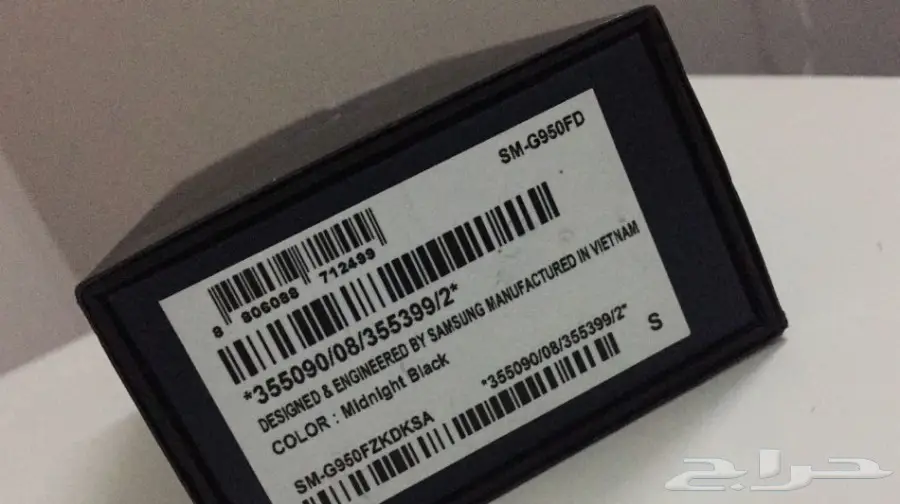 SM-G950FD
8 806088 712499
*355090/08/355399/2*
DESIGNED & ENGINEERED BY SAMSUNG MANUFACTURED IN VIETNAM
COLOR : Midnight Black
*355090/08/355399/2*
S
SM-G950FZKDKSA
حراج